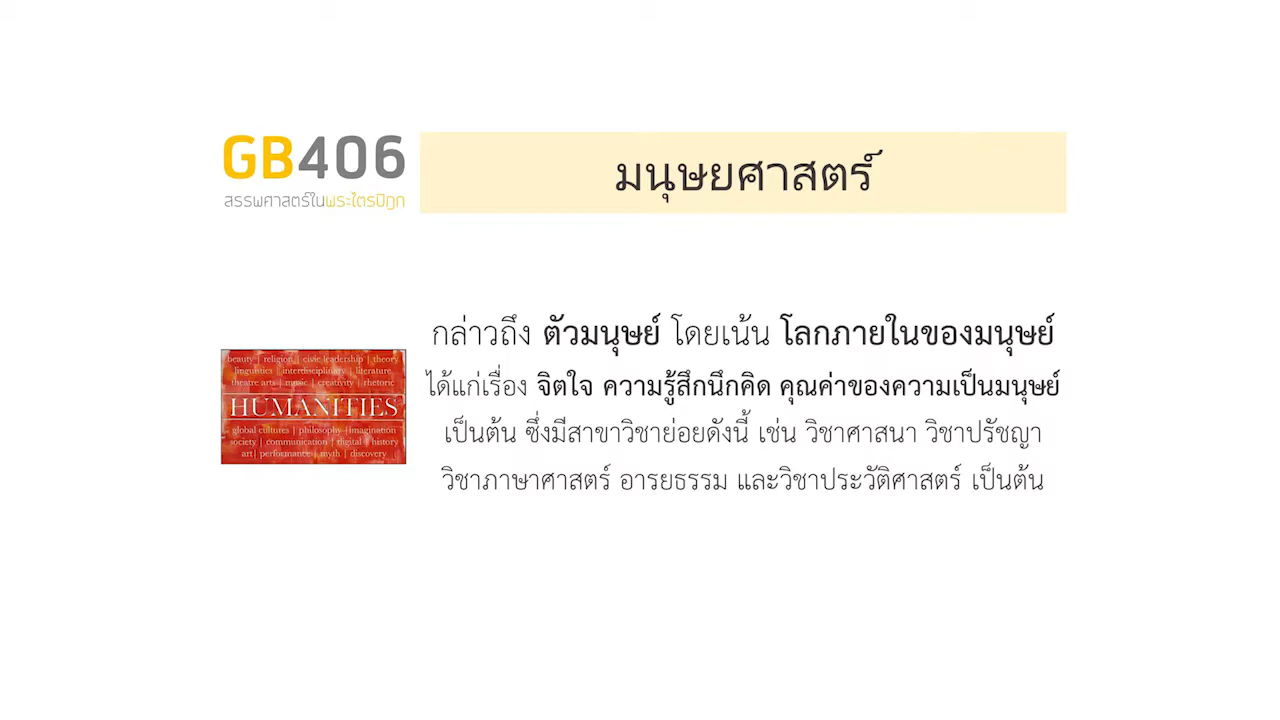 GB406
สรรพศาสตร์ในพระไตรปิฎก
มนุษยศาสตร์
กล่าวถึง ตัวมนุษย์ โดยเน้น โลกภายในของมนุษย์
ได้แก่เรื่อง จิตใจ ความรู้สึกนึกคิด คุณค่าของความเป็นมนุษย์
เป็นต้น ซึ่งมีสาขาวิชาย่อยดังนี้ เช่น วิชาศาสนา วิชาปรัชญา
วิชาภาษาศาสตร์ อารยธรรม และวิชาประวัติศาสตร์ เป็นต้น
beauty | religion | civic leadership | theory
linguistics | interdisciplinary | literature
theatre arts | music | creativity | rhetoric
HUMANITIES
global cultures | philosophy | imagination
society | communication | digital | history
art | performance | myth | discovery